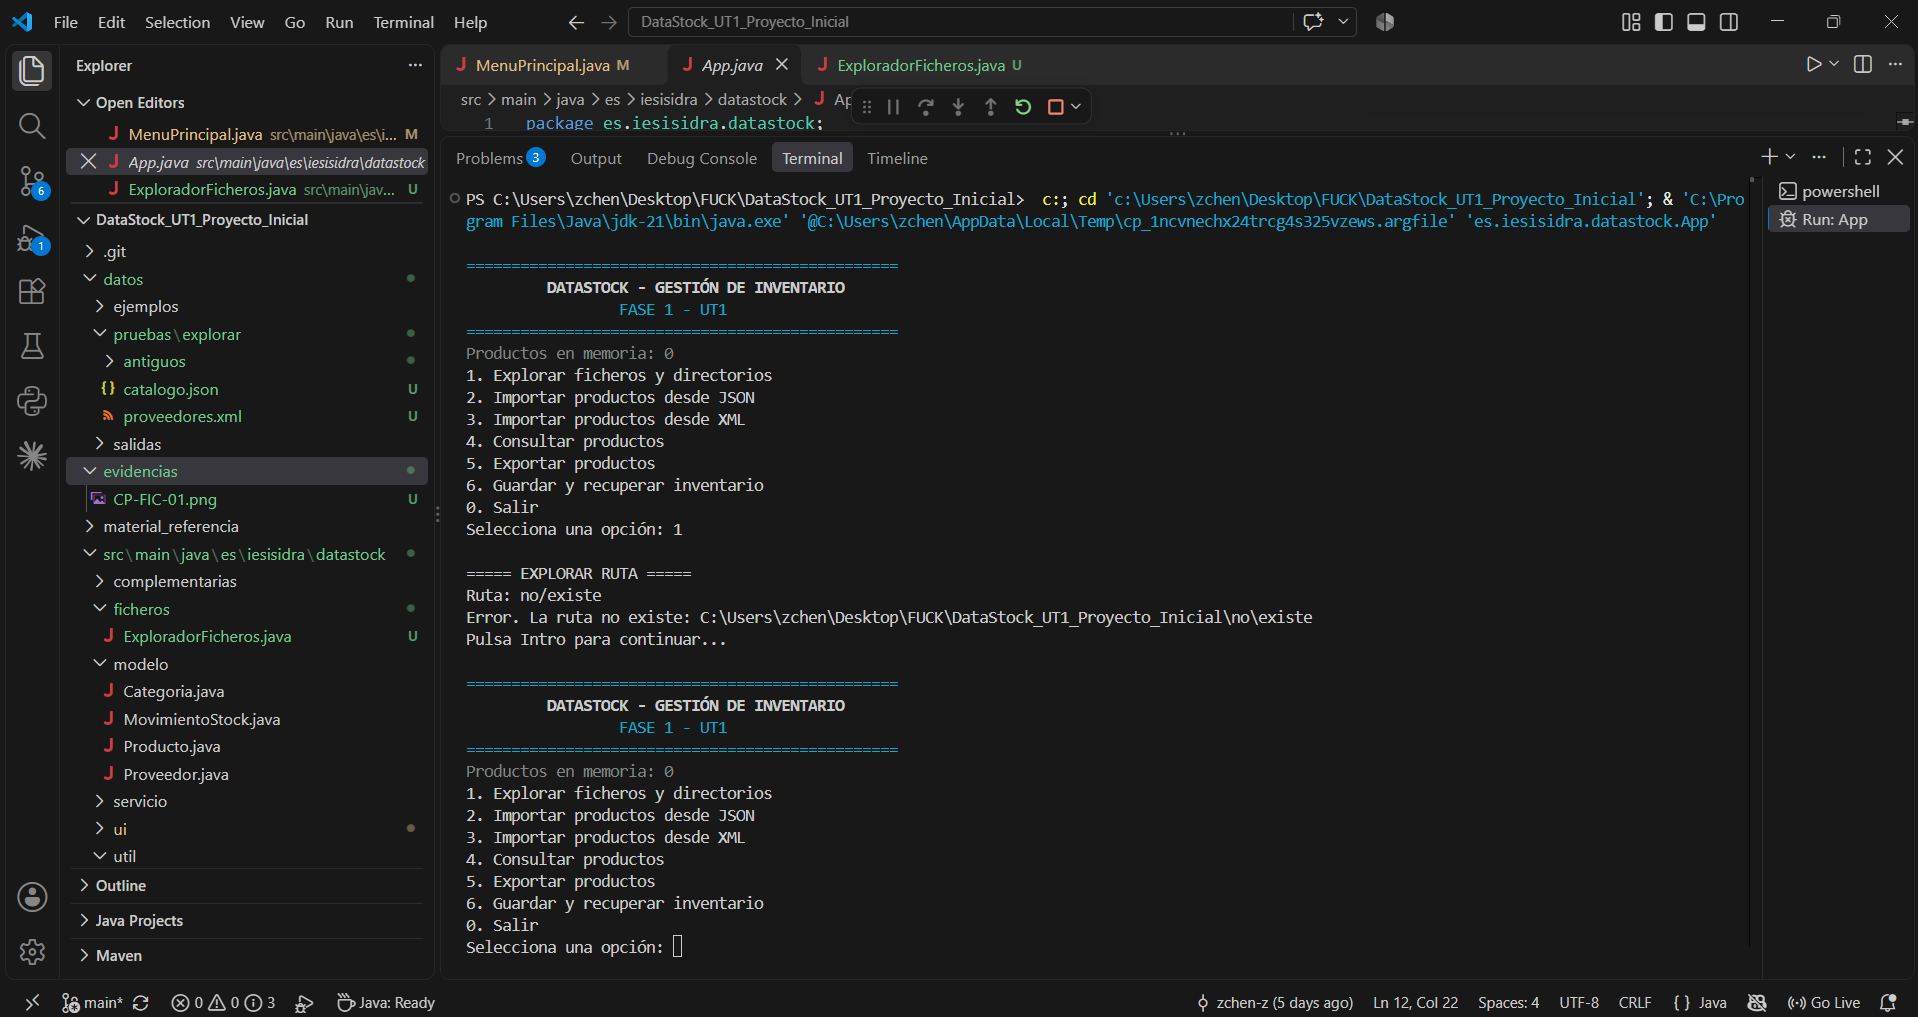 File Edit Selection View Go Run Terminal Help
DataStock_UT1_Proyecto_Inicial
Explorer
Open Editors
MenuPrincipal.java src\main\java\es\i... M
App.java src\main\java\es\iesisidra\datastock
ExploradorFicheros.java src\main\jav... U
DataStock_UT1_Proyecto_Inicial
.git
datos
ejemplos
pruebas\explorar
antiguos
{} catalogo.json U
proveedores.xml U
salidas
evidencias
CP-FIC-01.png U
material_referencia
src\main\java\es\iesisidra\datastock
complementarias
ficheros
J ExploradorFicheros.java U
modelo
J Categoria.java
J MovimientoStock.java
J Producto.java
J Proveedor.java
servicio
ui
util
Outline
Java Projects
Maven
6
1
J MenuPrincipal.java M J App.java J ExploradorFicheros.java U
src > main > java > es > iesisidra > datastock > J Ap
1 package es.iesisidra.datastock;
Problems 3 Output Debug Console Terminal Timeline
PS C:\Users\zchen\Desktop\FUCK\DataStock_UT1_Proyecto_Inicial> c:; cd 'c:\Users\zchen\Desktop\FUCK\DataStock_UT1_Proyecto_Inicial'; & 'C:\Pro
gram Files\Java\jdk-21\bin\java.exe' '@C:\Users\zchen\AppData\Local\Temp\cp_1ncvnechx24trcg4s325vzews.argfile' 'es.iesisidra.datastock.App'
================================================
DATASTOCK - GESTIÓN DE INVENTARIO
FASE 1 - UT1
================================================
Productos en memoria: 0
1. Explorar ficheros y directorios
2. Importar productos desde JSON
3. Importar productos desde XML
4. Consultar productos
5. Exportar productos
6. Guardar y recuperar inventario
0. Salir
Selecciona una opción: 1
===== EXPLORAR RUTA =====
Ruta: no/existe
Error. La ruta no existe: C:\Users\zchen\Desktop\FUCK\DataStock_UT1_Proyecto_Inicial\no\existe
Pulsa Intro para continuar...
================================================
DATASTOCK - GESTIÓN DE INVENTARIO
FASE 1 - UT1
================================================
Productos en memoria: 0
1. Explorar ficheros y directorios
2. Importar productos desde JSON
3. Importar productos desde XML
4. Consultar productos
5. Exportar productos
6. Guardar y recuperar inventario
0. Salir
Selecciona una opción:
powershell
Run: App
main* 0 0 3 Java: Ready zchen-z (5 days ago) Ln 12, Col 22 Spaces: 4 UTF-8 CRLF {} Java Go Live